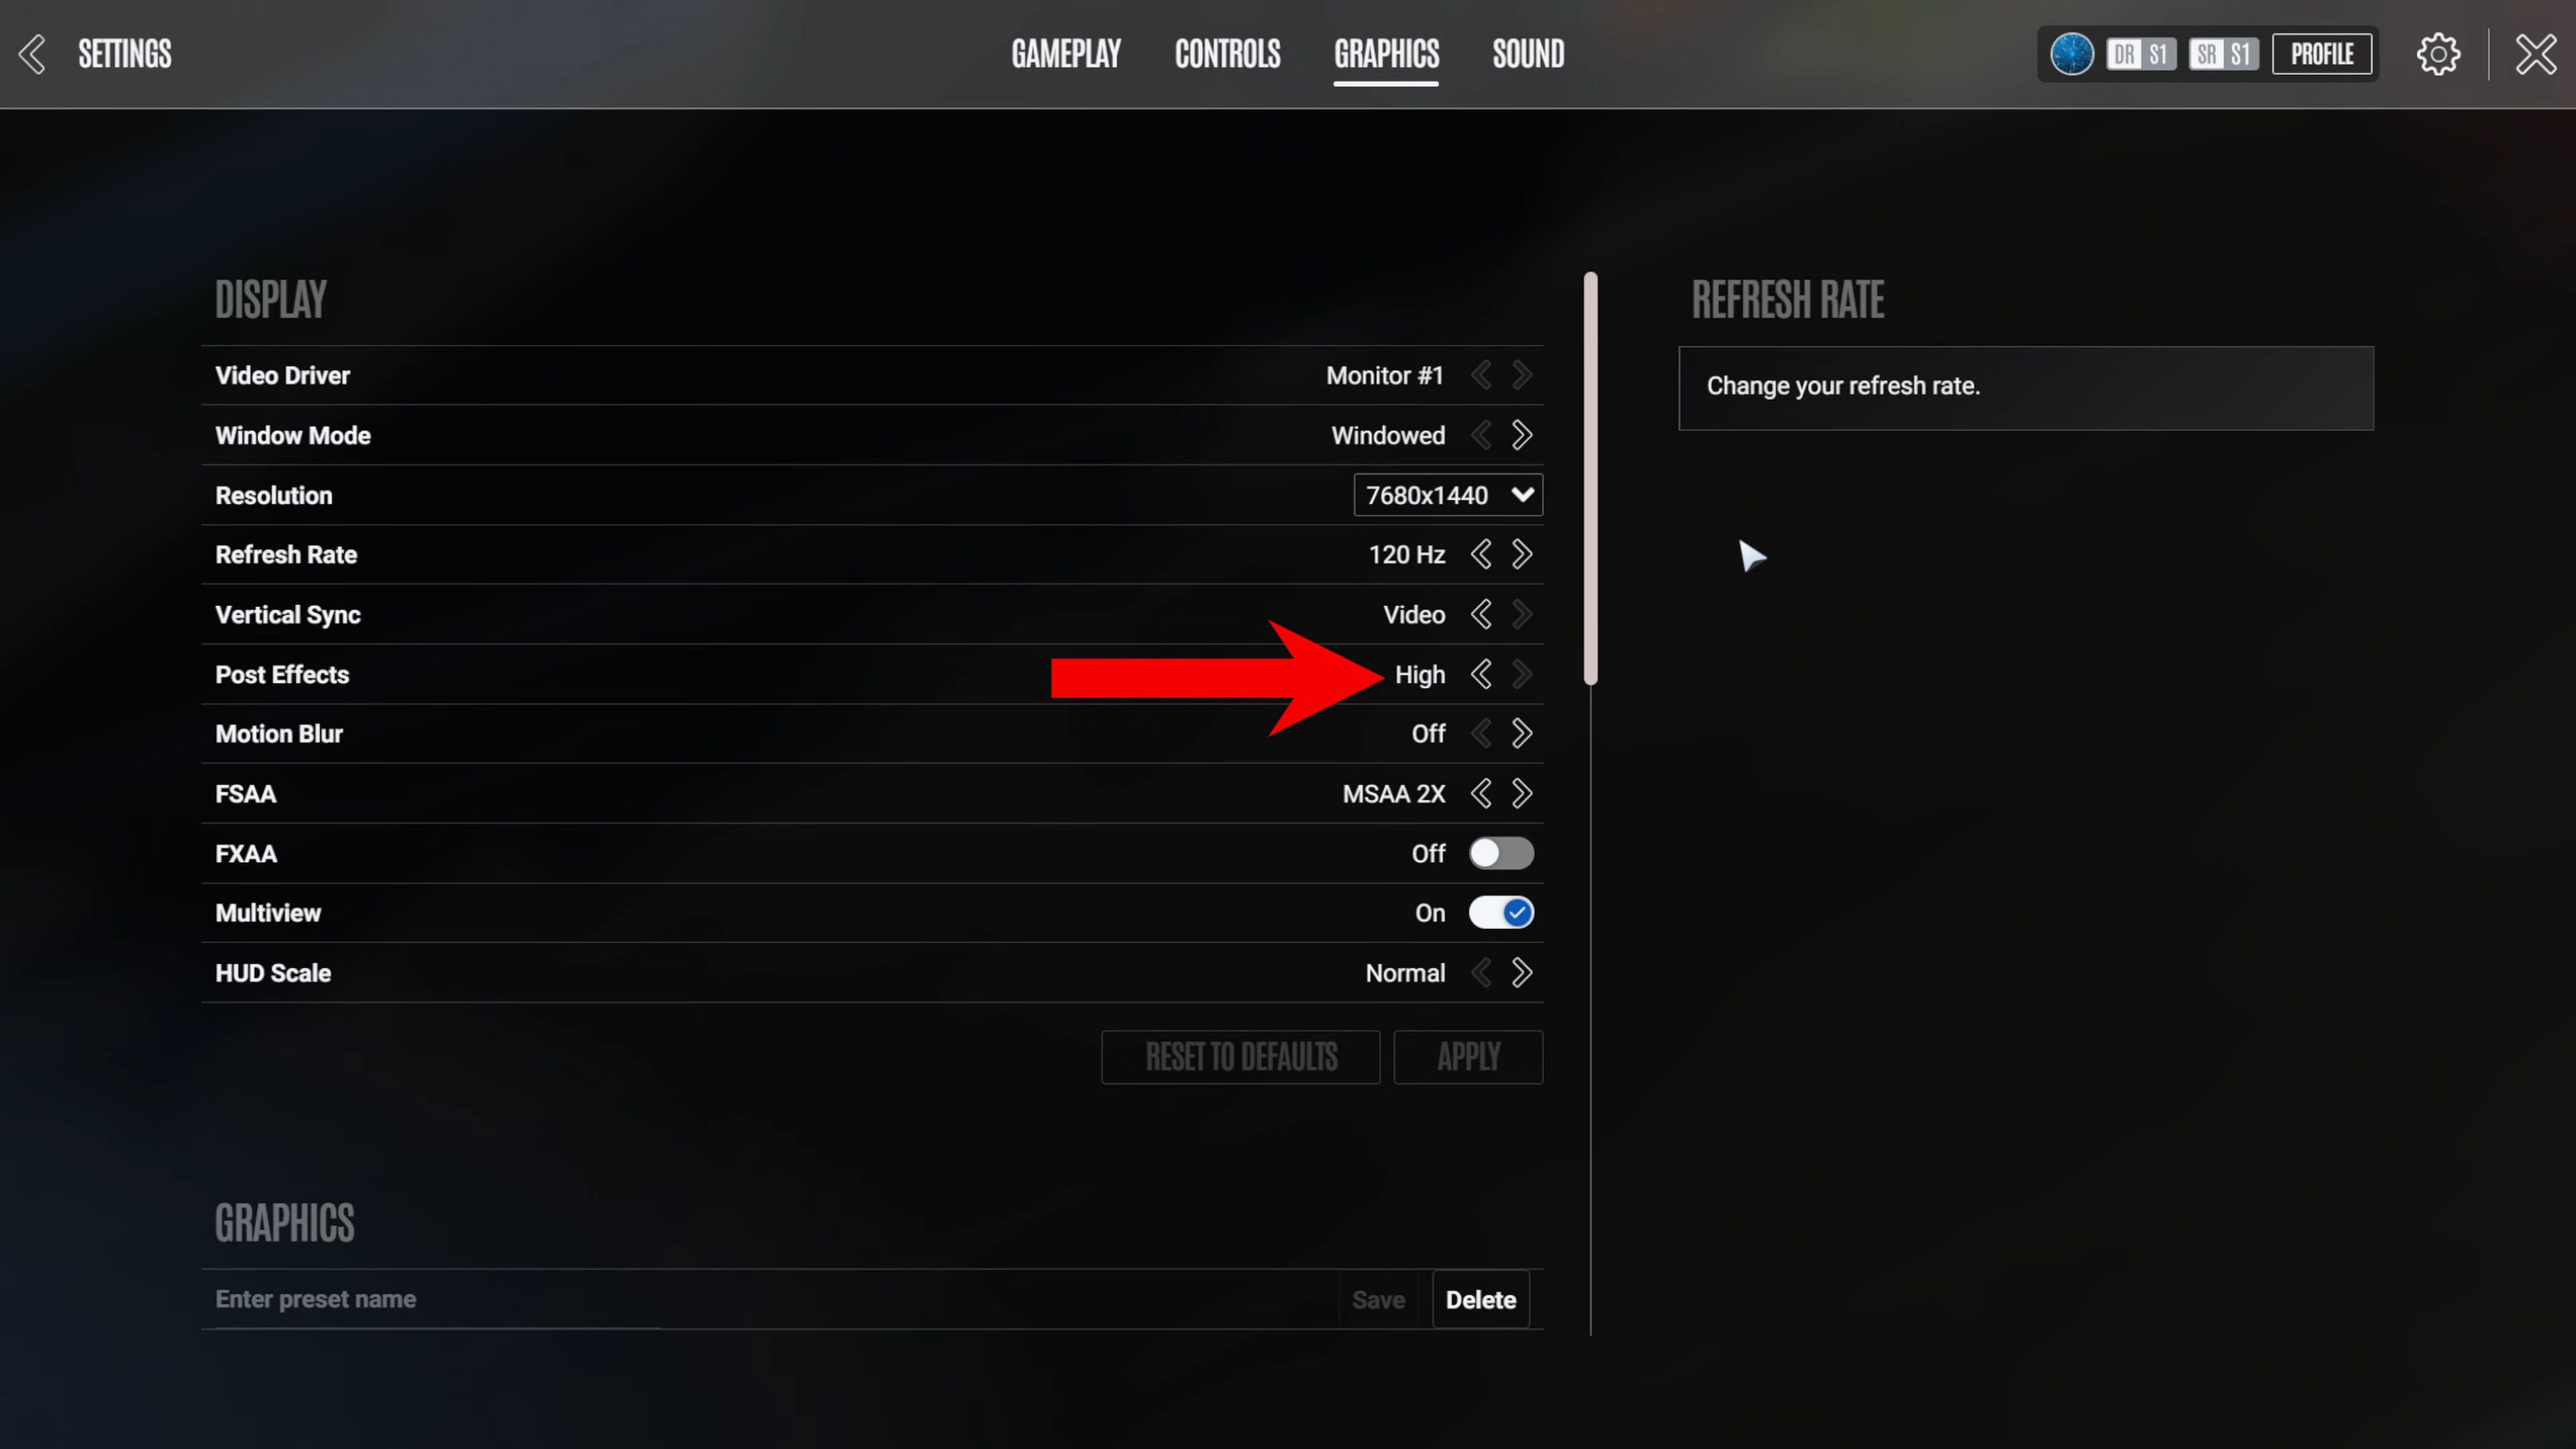 SETTINGS
GAMEPLAY CONTROLS GRAPHICS SOUND
DR S1 SR S1 PROFILE
DISPLAY
Video Driver Monitor #1
Window Mode Windowed
Resolution 7680x1440
Refresh Rate 120 Hz
Vertical Sync Video
Post Effects High
Motion Blur Off
FSAA MSAA 2X
FXAA Off
Multiview On
HUD Scale Normal
RESET TO DEFAULTS APPLY
GRAPHICS
Enter preset name Save Delete
REFRESH RATE
Change your refresh rate.